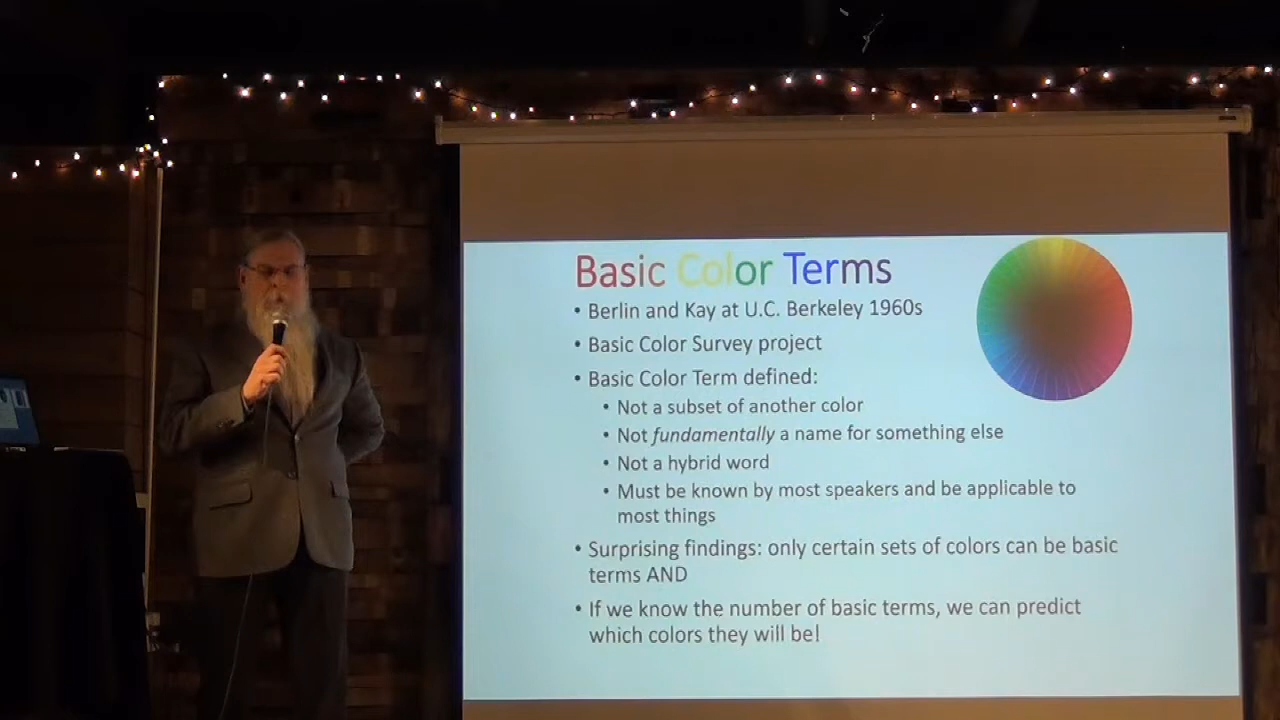 Basic Color Terms
• Berlin and Kay at U.C. Berkeley 1960s
• Basic Color Survey project
• Basic Color Term defined:
• Not a subset of another color
• Not fundamentally a name for something else
• Not a hybrid word
• Must be known by most speakers and be applicable to
most things
• Surprising findings: only certain sets of colors can be basic
terms AND
• If we know the number of basic terms, we can predict
which colors they will be!